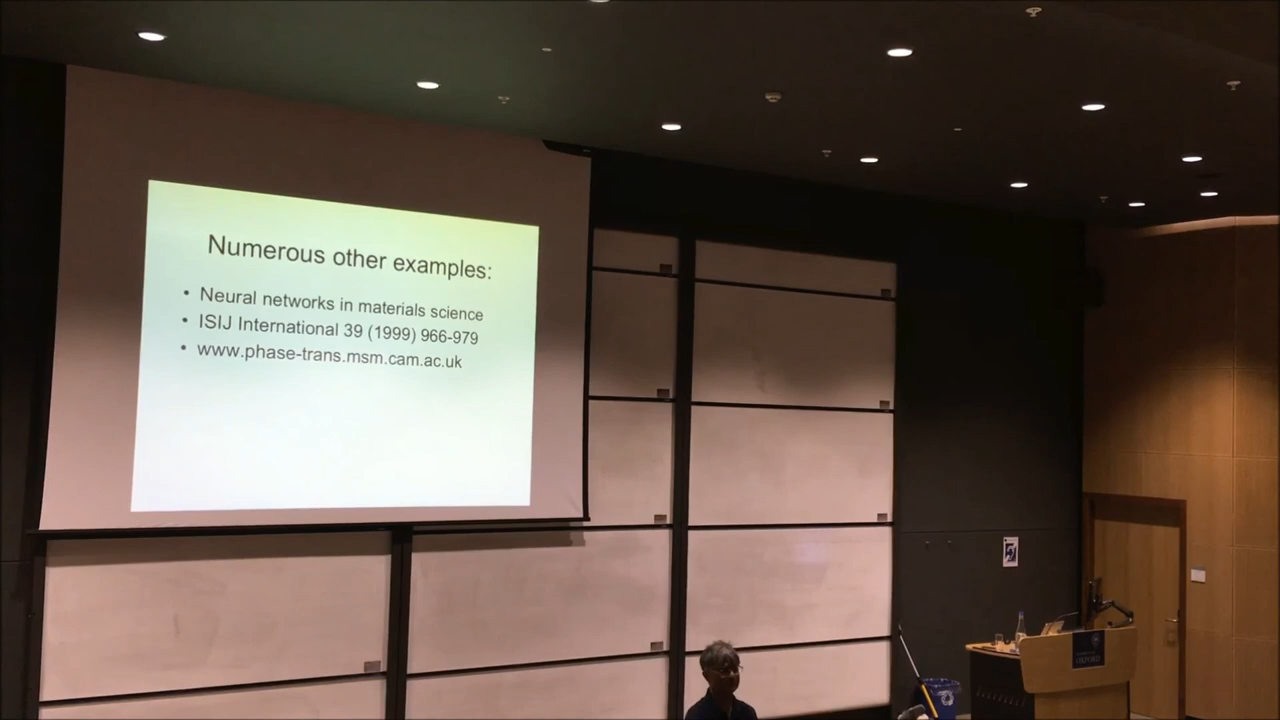 Numerous other examples:
• Neural networks in materials science
• ISIJ International 39 (1999) 966-979
• www.phase-trans.msm.cam.ac.uk
OXFORD